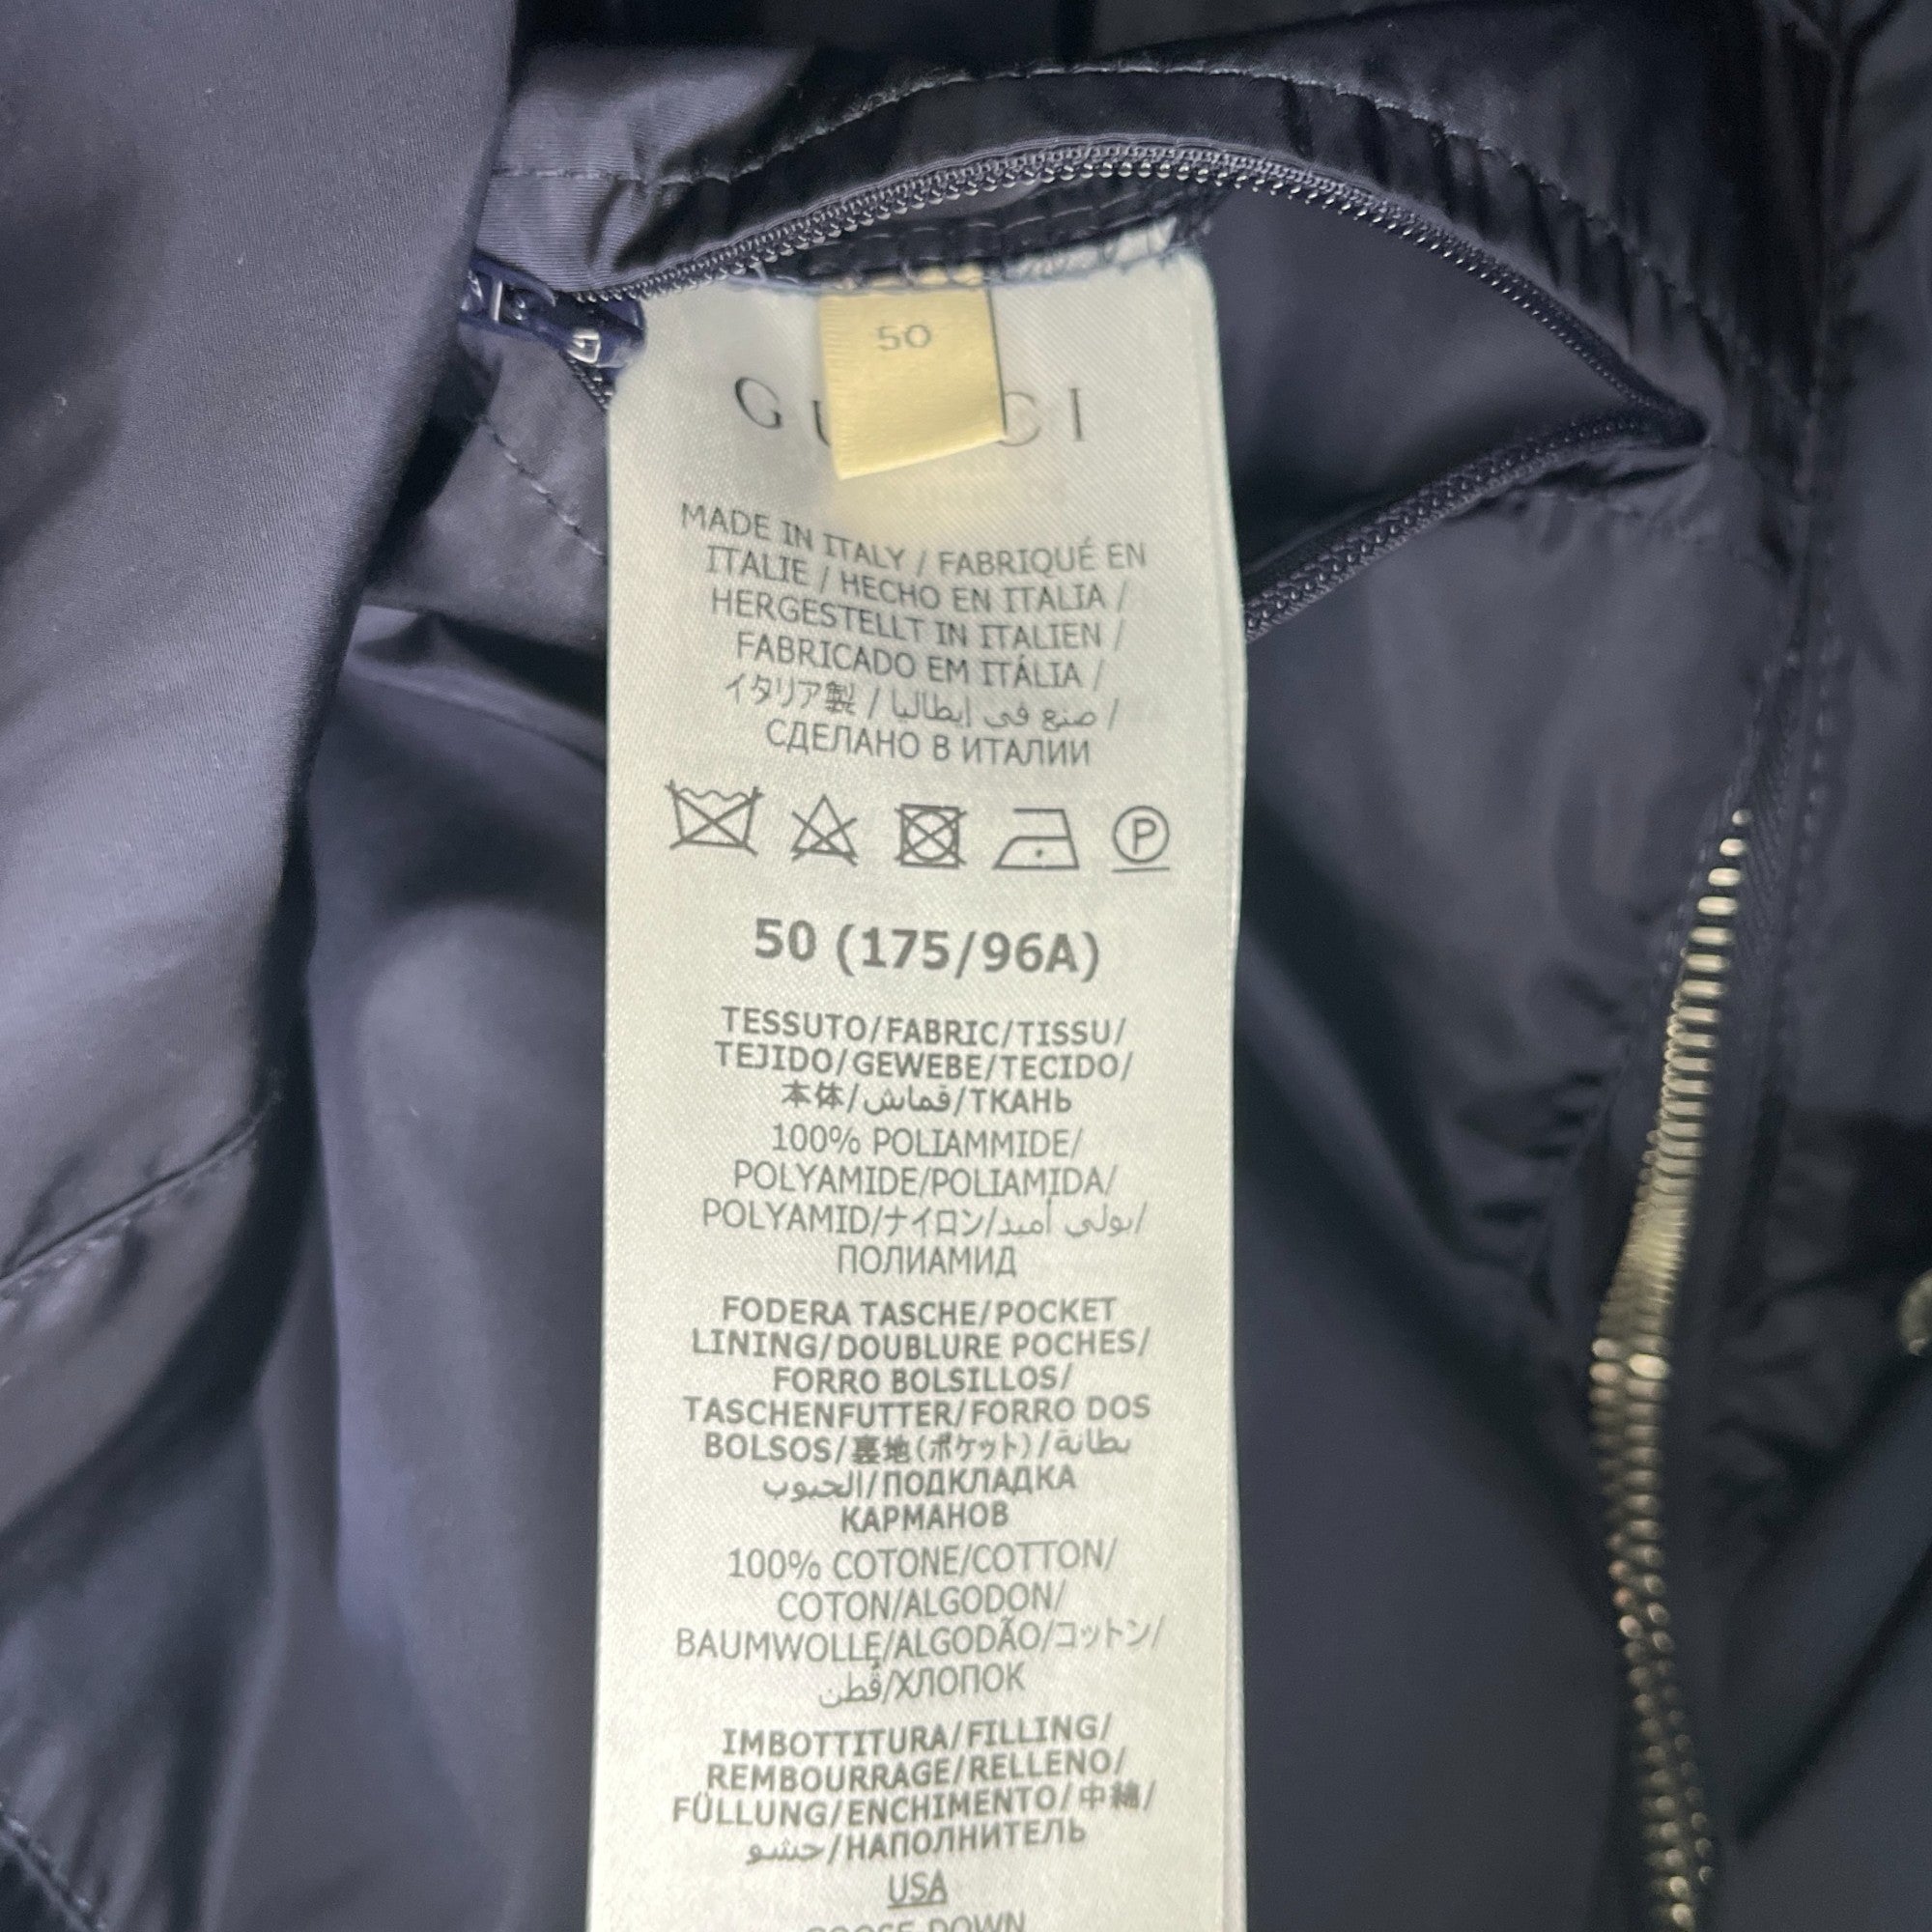 50
GUCCI
MADE IN ITALY / FABRIQUÉ EN
ITALIE / HECHO EN ITALIA /
HERGESTELLT IN ITALIEN /
FABRICADO EM ITÁLIA /
イタリア製 / صنع في إيطاليا /
СДЕЛАНО В ИТАЛИИ
P
50 (175/96A)
TESSUTO/FABRIC/TISSU/
TEJIDO/GEWEBE/TECIDO/
本体/قماش/ТКАНЬ
100% POLIAMMIDE/
POLYAMIDE/POLIAMIDA/
POLYAMID/ナイロン/بولي أميد/
ПОЛИАМИД
FODERA TASCHE/POCKET
LINING/DOUBLURE POCHES/
FORRO BOLSILLOS/
TASCHENFUTTER/FORRO DOS
BOLSOS/裏地(ポケット)/بطانة
الجيوب/ПОДКЛАДКА
КАРМАНОВ
100% COTONE/COTTON/
COTON/ALGODON/
BAUMWOLLE/ALGODÃO/コットン/
قُطن/ХЛОПОК
IMBOTTITURA/FILLING/
REMBOURRAGE/RELLENO/
FÜLLUNG/ENCHIMENTO/中綿/
حشو/НАПОЛНИТЕЛЬ
USA
GOOSE DOWN